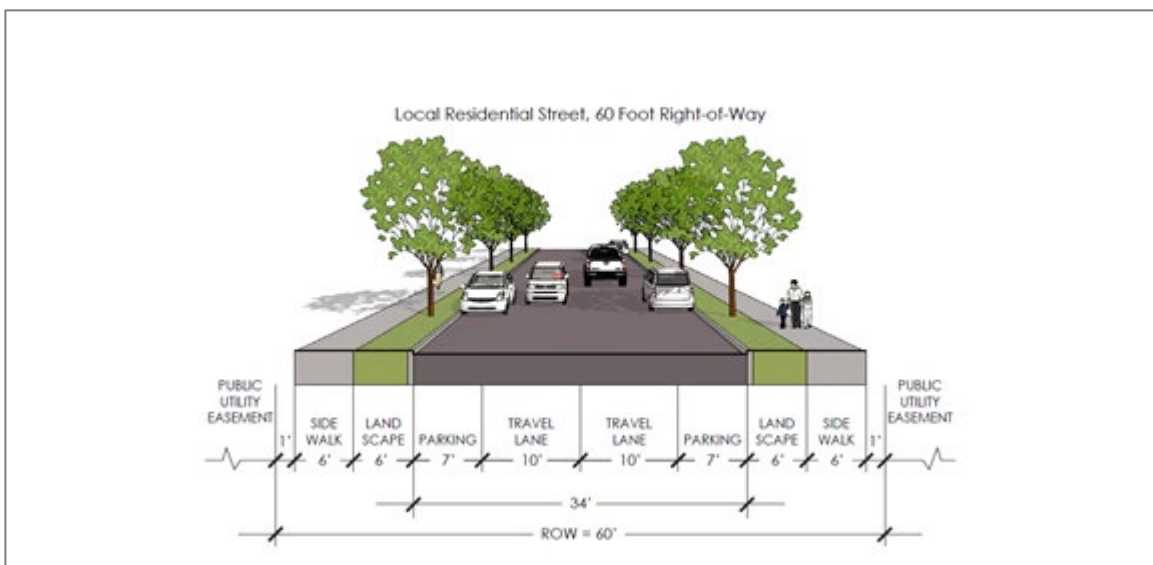 Local Residential Street, 60 Foot Right-of-Way
PUBLIC
UTILITY
EASEMENT
1'
SIDE
WALK
6'
LAND
SCAPE
6'
PARKING
7'
TRAVEL
LANE
10'
TRAVEL
LANE
10'
PARKING
7'
LAND
SCAPE
6'
SIDE
WALK
6'
1'
PUBLIC
UTILITY
EASEMENT
34'
ROW = 60'